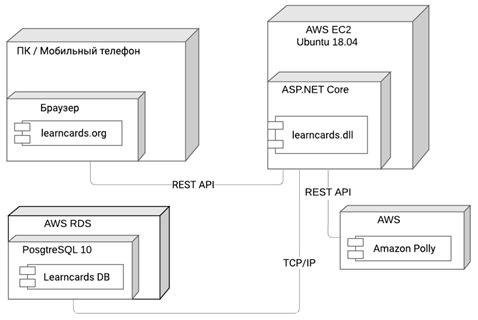 ПК / Мобильный телефон
Браузер
learncards.org
AWS EC2
Ubuntu 18.04
ASP.NET Core
learncards.dll
REST API
REST API
AWS RDS
PosgtreSQL 10
Learncards DB
AWS
Amazon Polly
TCP/IP